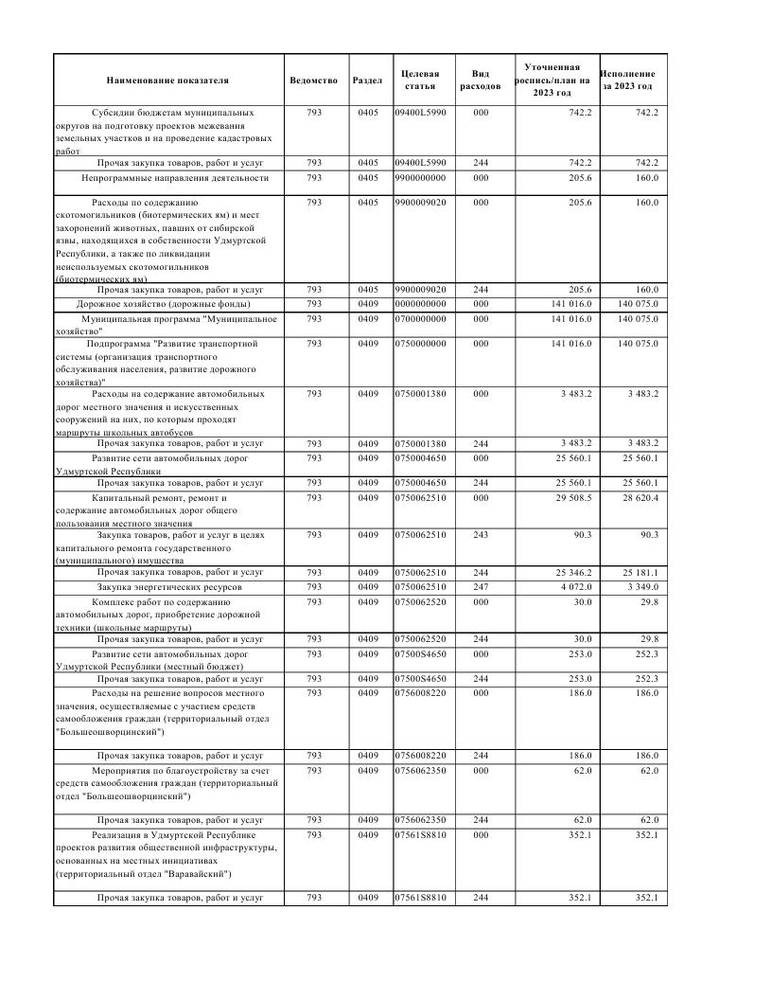 Наименование показателя Ведомство Раздел Целевая статья Вид расходов Уточненная роспись/план на 2023 год Исполнение за 2023 год
Субсидии бюджетам муниципальных 793 0405 09400L5990 000 742.2 742.2
округов на подготовку проектов межевания
земельных участков и на проведение кадастровых
работ
Прочая закупка товаров, работ и услуг 793 0405 09400L5990 244 742.2 742.2
Непрограммные направления деятельности 793 0405 9900000000 000 205.6 160.0
Расходы по содержанию 793 0405 9900009020 000 205.6 160.0
скотомогильников (биотермических ям) и мест
захоронений животных, павших от сибирской
язвы, находящихся в собственности Удмуртской
Республики, а также по ликвидации
неиспользуемых скотомогильников
(биотермических ям)
Прочая закупка товаров, работ и услуг 793 0405 9900009020 244 205.6 160.0
Дорожное хозяйство (дорожные фонды) 793 0409 0000000000 000 141 016.0 140 075.0
Муниципальная программа "Муниципальное 793 0409 0700000000 000 141 016.0 140 075.0
хозяйство"
Подпрограмма "Развитие транспортной 793 0409 0750000000 000 141 016.0 140 075.0
системы (организация транспортного
обслуживания населения, развитие дорожного
хозяйства)"
Расходы на содержание автомобильных 793 0409 0750001380 000 3 483.2 3 483.2
дорог местного значения и искусственных
сооружений на них, по которым проходят
маршруты школьных автобусов
Прочая закупка товаров, работ и услуг 793 0409 0750001380 244 3 483.2 3 483.2
Развитие сети автомобильных дорог 793 0409 0750004650 000 25 560.1 25 560.1
Удмуртской Республики
Прочая закупка товаров, работ и услуг 793 0409 0750004650 244 25 560.1 25 560.1
Капитальный ремонт, ремонт и 793 0409 0750062510 000 29 508.5 28 620.4
содержание автомобильных дорог общего
пользования местного значения
Закупка товаров, работ и услуг в целях 793 0409 0750062510 243 90.3 90.3
капитального ремонта государственного
(муниципального) имущества
Прочая закупка товаров, работ и услуг 793 0409 0750062510 244 25 346.2 25 181.1
Закупка энергетических ресурсов 793 0409 0750062510 247 4 072.0 3 349.0
Комплекс работ по содержанию 793 0409 0750062520 000 30.0 29.8
автомобильных дорог, приобретение дорожной
техники (школьные маршруты)
Прочая закупка товаров, работ и услуг 793 0409 0750062520 244 30.0 29.8
Развитие сети автомобильных дорог 793 0409 07500S4650 000 253.0 252.3
Удмуртской Республики (местный бюджет)
Прочая закупка товаров, работ и услуг 793 0409 07500S4650 244 253.0 252.3
Расходы на решение вопросов местного 793 0409 0756008220 000 186.0 186.0
значения, осуществляемые с участием средств
самообложения граждан (территориальный отдел
"Большеошворцинский")
Прочая закупка товаров, работ и услуг 793 0409 0756008220 244 186.0 186.0
Мероприятия по благоустройству за счет 793 0409 0756062350 000 62.0 62.0
средств самообложения граждан (территориальный
отдел "Большеошворцинский")
Прочая закупка товаров, работ и услуг 793 0409 0756062350 244 62.0 62.0
Реализация в Удмуртской Республике 793 0409 07561S8810 000 352.1 352.1
проектов развития общественной инфраструктуры,
основанных на местных инициативах
(территориальный отдел "Варавайский")
Прочая закупка товаров, работ и услуг 793 0409 07561S8810 244 352.1 352.1